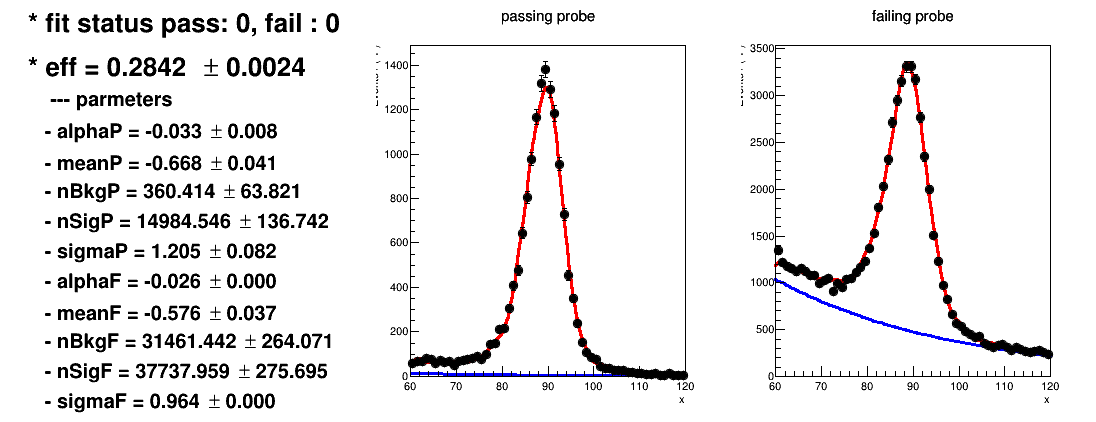 * fit status pass: 0, fail : 0
* eff = 0.2842 ± 0.0024
--- parmeters
- alphaP = -0.033 ± 0.008
- meanP = -0.668 ± 0.041
- nBkgP = 360.414 ± 63.821
- nSigP = 14984.546 ± 136.742
- sigmaP = 1.205 ± 0.082
- alphaF = -0.026 ± 0.000
- meanF = -0.576 ± 0.037
- nBkgF = 31461.442 ± 264.071
- nSigF = 37737.959 ± 275.695
- sigmaF = 0.964 ± 0.000
passing probe
1400
1200
1000
800
600
400
200
0
60 70 80 90 100 110 120
x
failing probe
3500
3000
2500
2000
1500
1000
500
0
60 70 80 90 100 110 120
x